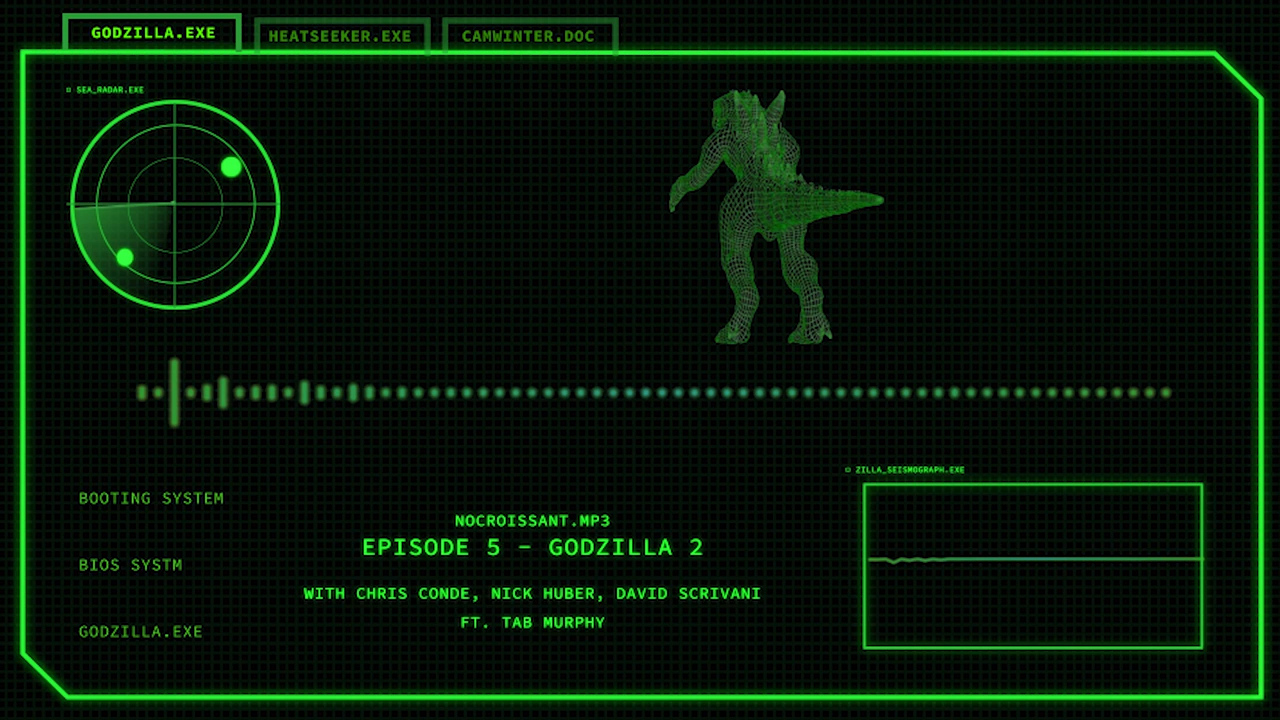 GODZILLA.EXE
HEATSEEKER.EXE
CAMWINTER.DOC
SEA_RADAR.EXE
ZILLA_SEISMOGRAPH.EXE
BOOTING SYSTEM
BIOS SYSTM
GODZILLA.EXE
NOCROISSANT.MP3
EPISODE 5 - GODZILLA 2
WITH CHRIS CONDE, NICK HUBER, DAVID SCRIVANI
FT. TAB MURPHY